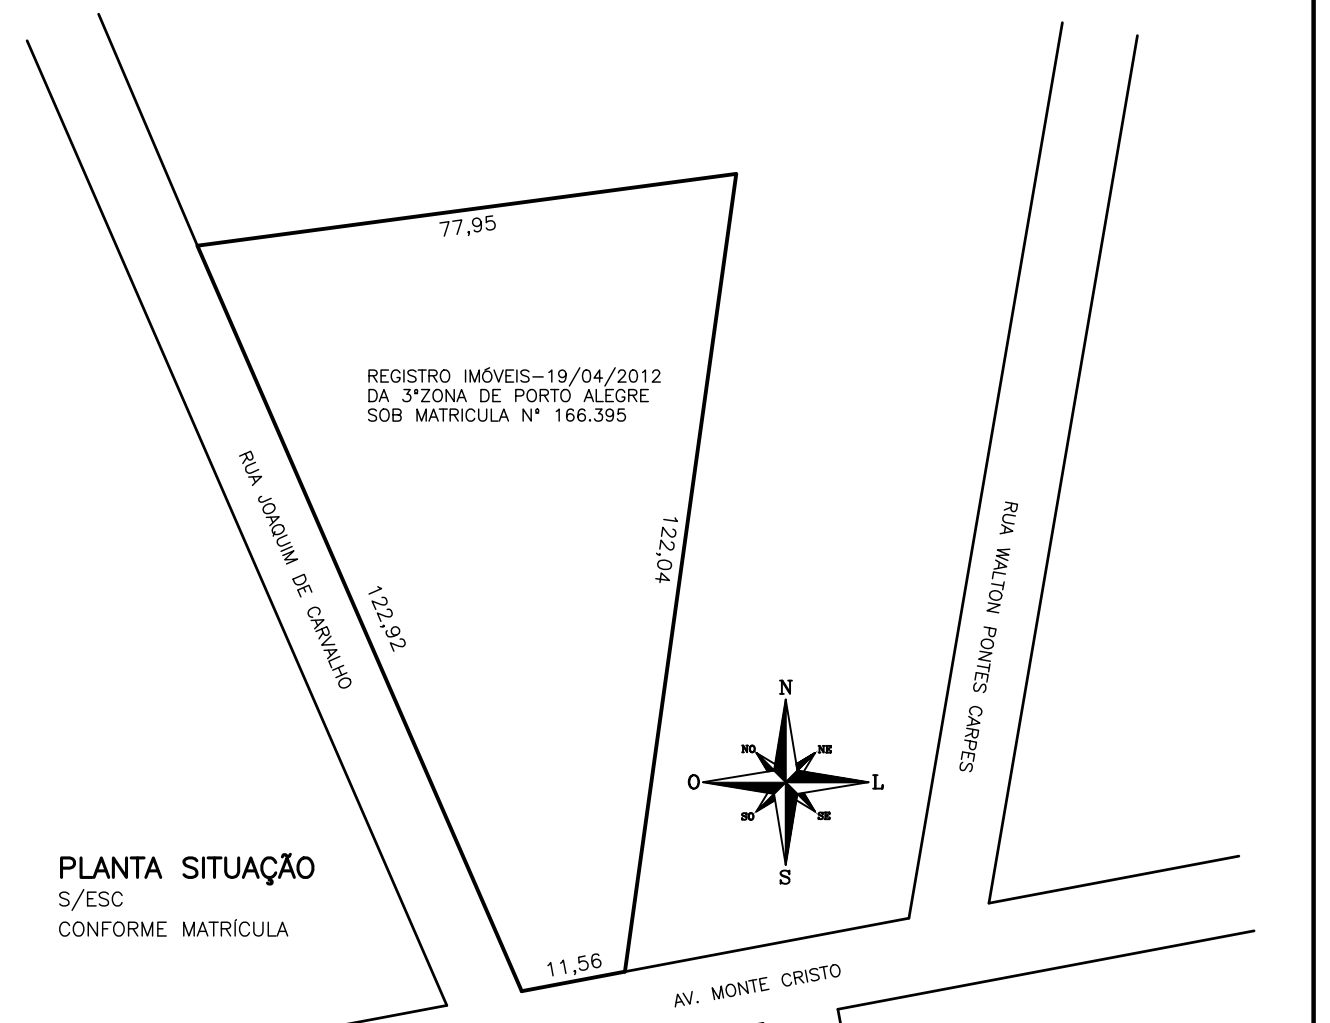 77,95
REGISTRO IMÓVEIS-19/04/2012
DA 3ªZONA DE PORTO ALEGRE
SOB MATRICULA Nª 166.395
RUA JOAQUIM DE CARVALHO
122,92
122,04
RUA WALTON PONTES CARPES
N
NO
NE
O
L
SO
SE
S
PLANTA SITUAÇÃO
S/ESC
CONFORME MATRÍCULA
11,56
AV. MONTE CRISTO